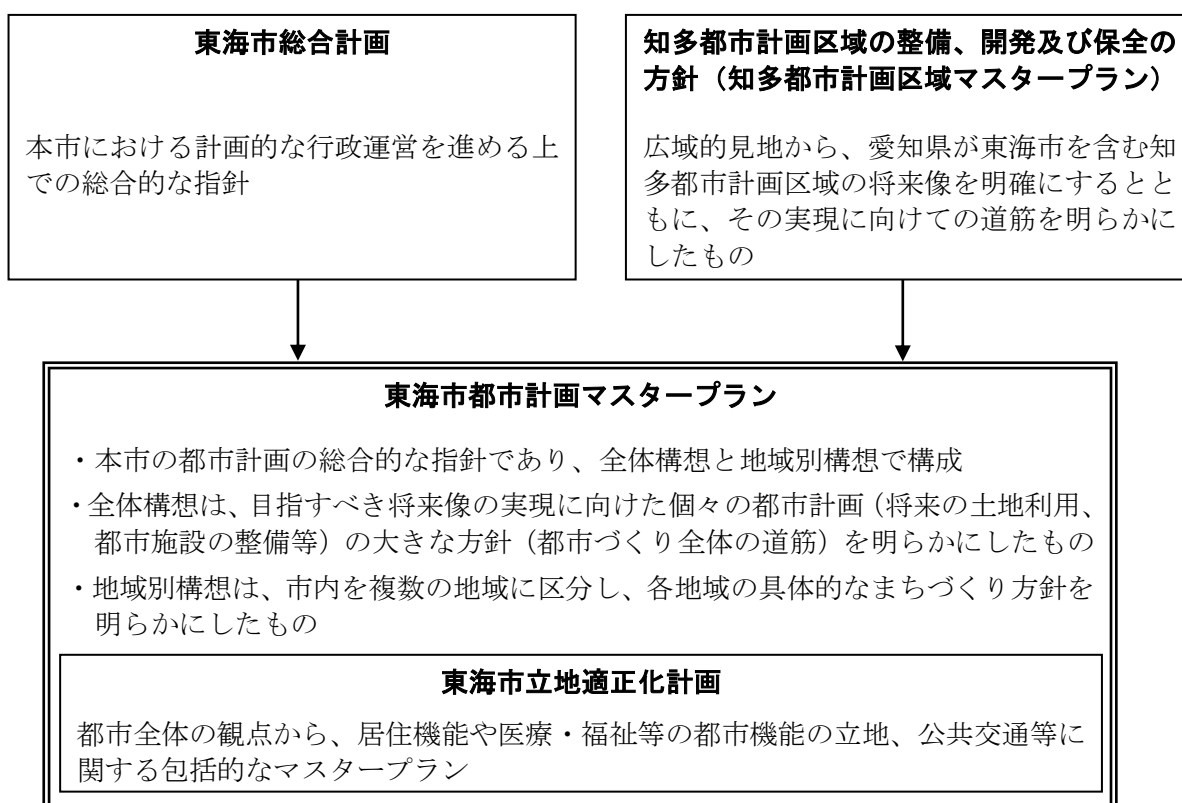 東海市総合計画
本市における計画的な行政運営を進める上
での総合的な指針
知多都市計画区域の整備、開発及び保全の
方針（知多都市計画区域マスタープラン）
広域的見地から、愛知県が東海市を含む知
多都市計画区域の将来像を明確にするとと
もに、その実現に向けての道筋を明らかに
したもの
東海市都市計画マスタープラン
・本市の都市計画の総合的な指針であり、全体構想と地域別構想で構成
・全体構想は、目指すべき将来像の実現に向けた個々の都市計画（将来の土地利用、
都市施設の整備等）の大きな方針（都市づくり全体の道筋）を明らかにしたもの
・地域別構想は、市内を複数の地域に区分し、各地域の具体的なまちづくり方針を
明らかにしたもの
東海市立地適正化計画
都市全体の観点から、居住機能や医療・福祉等の都市機能の立地、公共交通等に
関する包括的なマスタープラン